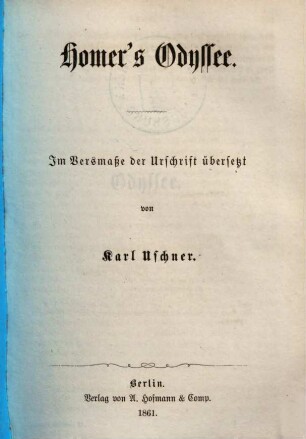 Homer's Odyssee.
Im Versmaße der Urschrift übersetzt
von
Karl Uschner.
Berlin.
Verlag von A. Hofmann & Comp.
1861.